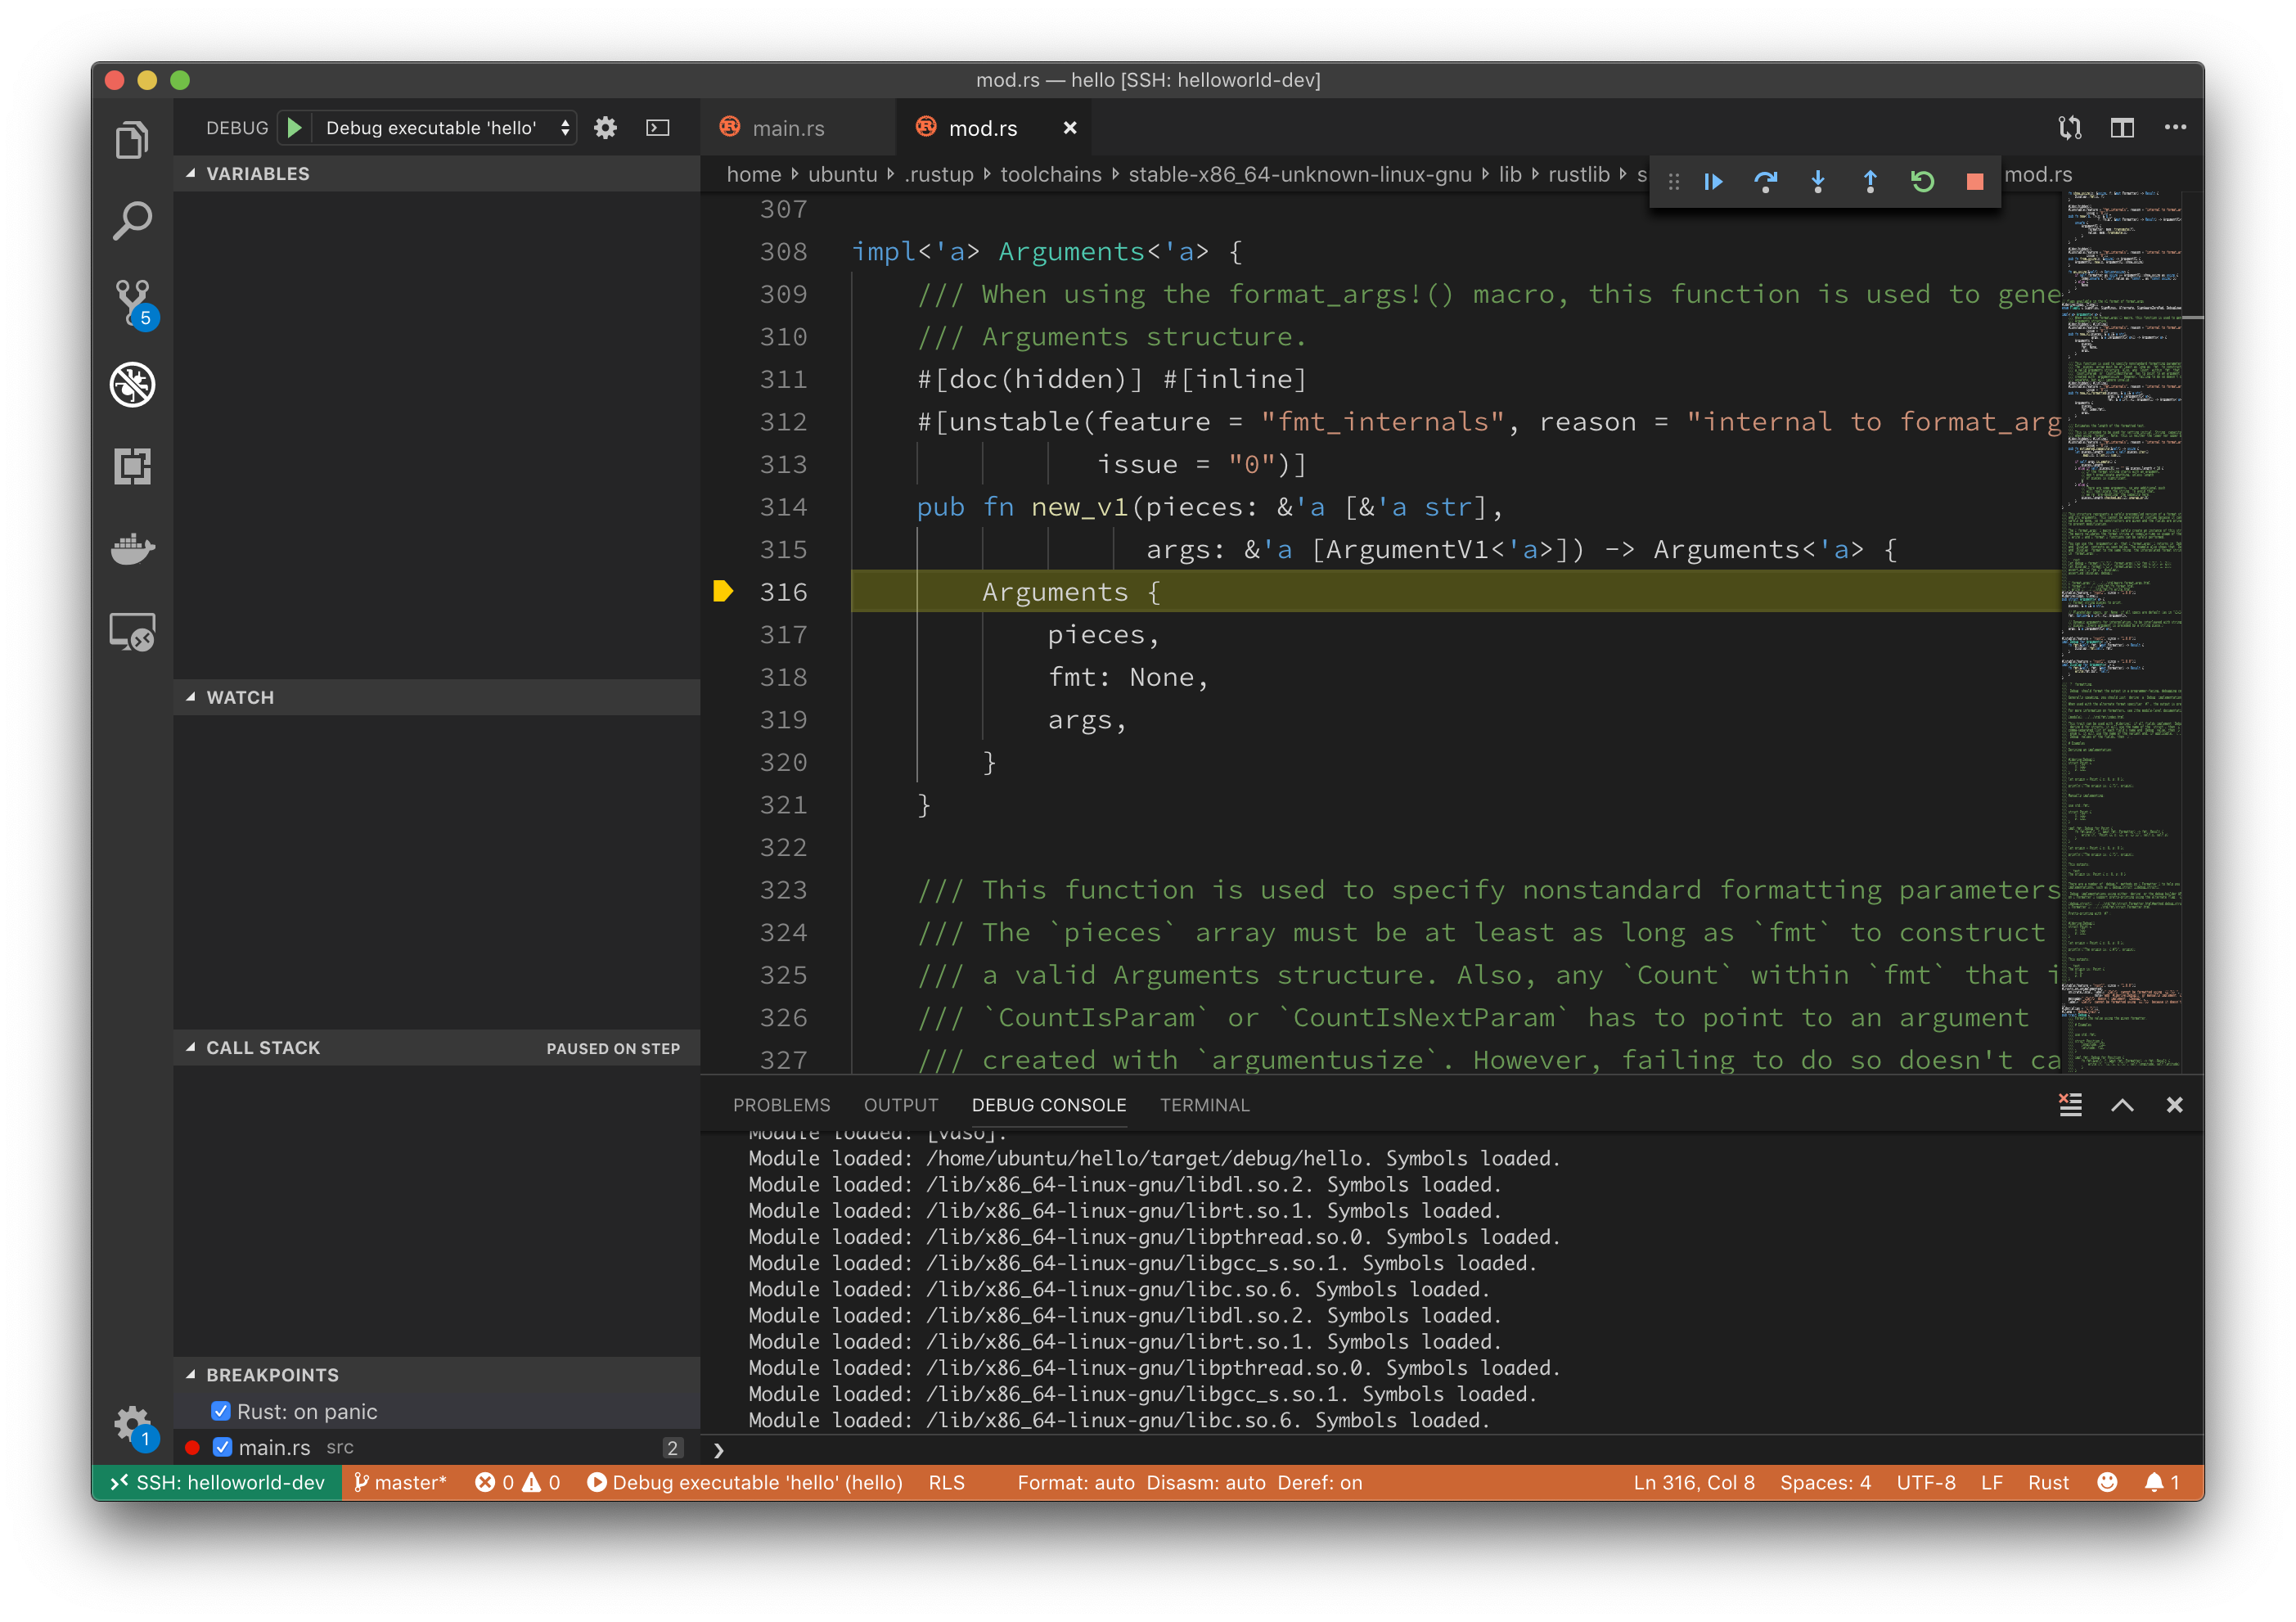 mod.rs — hello [SSH: helloworld-dev]
DEBUG Debug executable 'hello'
main.rs mod.rs
VARIABLES
home ubuntu .rustup toolchains stable-x86_64-unknown-linux-gnu lib rustlib s mod.rs
307
308 impl<'a> Arguments<'a> {
309 /// When using the format_args!() macro, this function is used to gene
310 /// Arguments structure.
311 #[doc(hidden)] #[inline]
312 #[unstable(feature = "fmt_internals", reason = "internal to format_arg
313 issue = "0")]
314 pub fn new_v1(pieces: &'a [&'a str],
315 args: &'a [ArgumentV1<'a>]) -> Arguments<'a> {
316 Arguments {
317 pieces,
318 fmt: None,
319 args,
320 }
321 }
322
323 /// This function is used to specify nonstandard formatting parameters
324 /// The `pieces` array must be at least as long as `fmt` to construct
325 /// a valid Arguments structure. Also, any `Count` within `fmt` that i
326 /// `CountIsParam` or `CountIsNextParam` has to point to an argument
327 /// created with `argumentusize`. However, failing to do so doesn't ca
5
WATCH
CALL STACK PAUSED ON STEP
PROBLEMS OUTPUT DEBUG CONSOLE TERMINAL
Module loaded: [vdso].
Module loaded: /home/ubuntu/hello/target/debug/hello. Symbols loaded.
Module loaded: /lib/x86_64-linux-gnu/libdl.so.2. Symbols loaded.
Module loaded: /lib/x86_64-linux-gnu/librt.so.1. Symbols loaded.
Module loaded: /lib/x86_64-linux-gnu/libpthread.so.0. Symbols loaded.
Module loaded: /lib/x86_64-linux-gnu/libgcc_s.so.1. Symbols loaded.
Module loaded: /lib/x86_64-linux-gnu/libc.so.6. Symbols loaded.
Module loaded: /lib/x86_64-linux-gnu/libdl.so.2. Symbols loaded.
Module loaded: /lib/x86_64-linux-gnu/librt.so.1. Symbols loaded.
Module loaded: /lib/x86_64-linux-gnu/libpthread.so.0. Symbols loaded.
Module loaded: /lib/x86_64-linux-gnu/libgcc_s.so.1. Symbols loaded.
Module loaded: /lib/x86_64-linux-gnu/libc.so.6. Symbols loaded.
BREAKPOINTS
Rust: on panic
1
main.rs src 2
SSH: helloworld-dev master* 0 0 Debug executable 'hello' (hello) RLS Format: auto Disasm: auto Deref: on Ln 316, Col 8 Spaces: 4 UTF-8 LF Rust 1